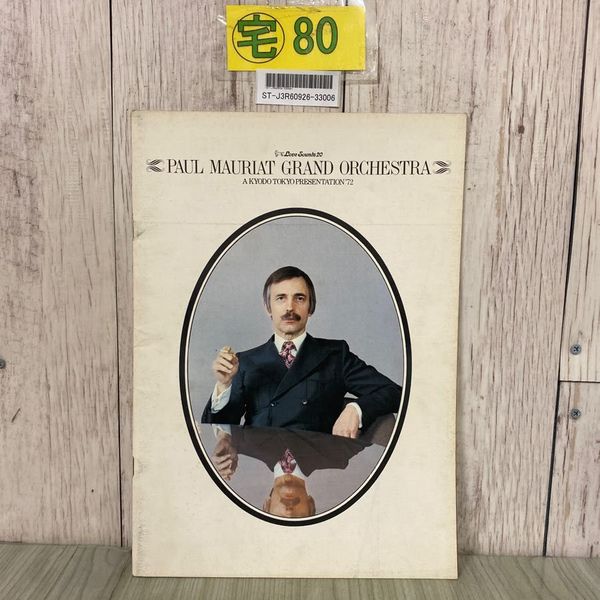 宅 80
ST-J3R60926-33006
Love Sounds 20
PAUL MAURIAT GRAND ORCHESTRA
A KYODO TOKYO PRESENTATION '72